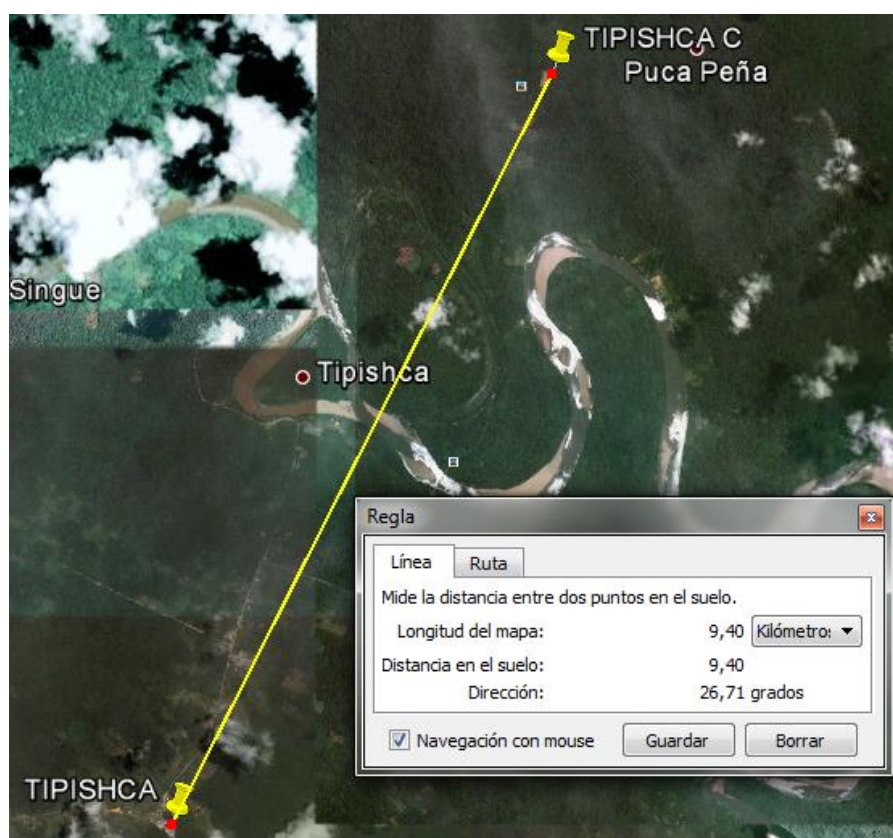 TIPISHCA C
Puca Peña
Singue
Tipishca
Regla
Línea Ruta
Mide la distancia entre dos puntos en el suelo.
Longitud del mapa: 9,40 Kilómetro:
Distancia en el suelo: 9,40
Dirección: 26,71 grados
Navegación con mouse Guardar Borrar
TIPISHCA